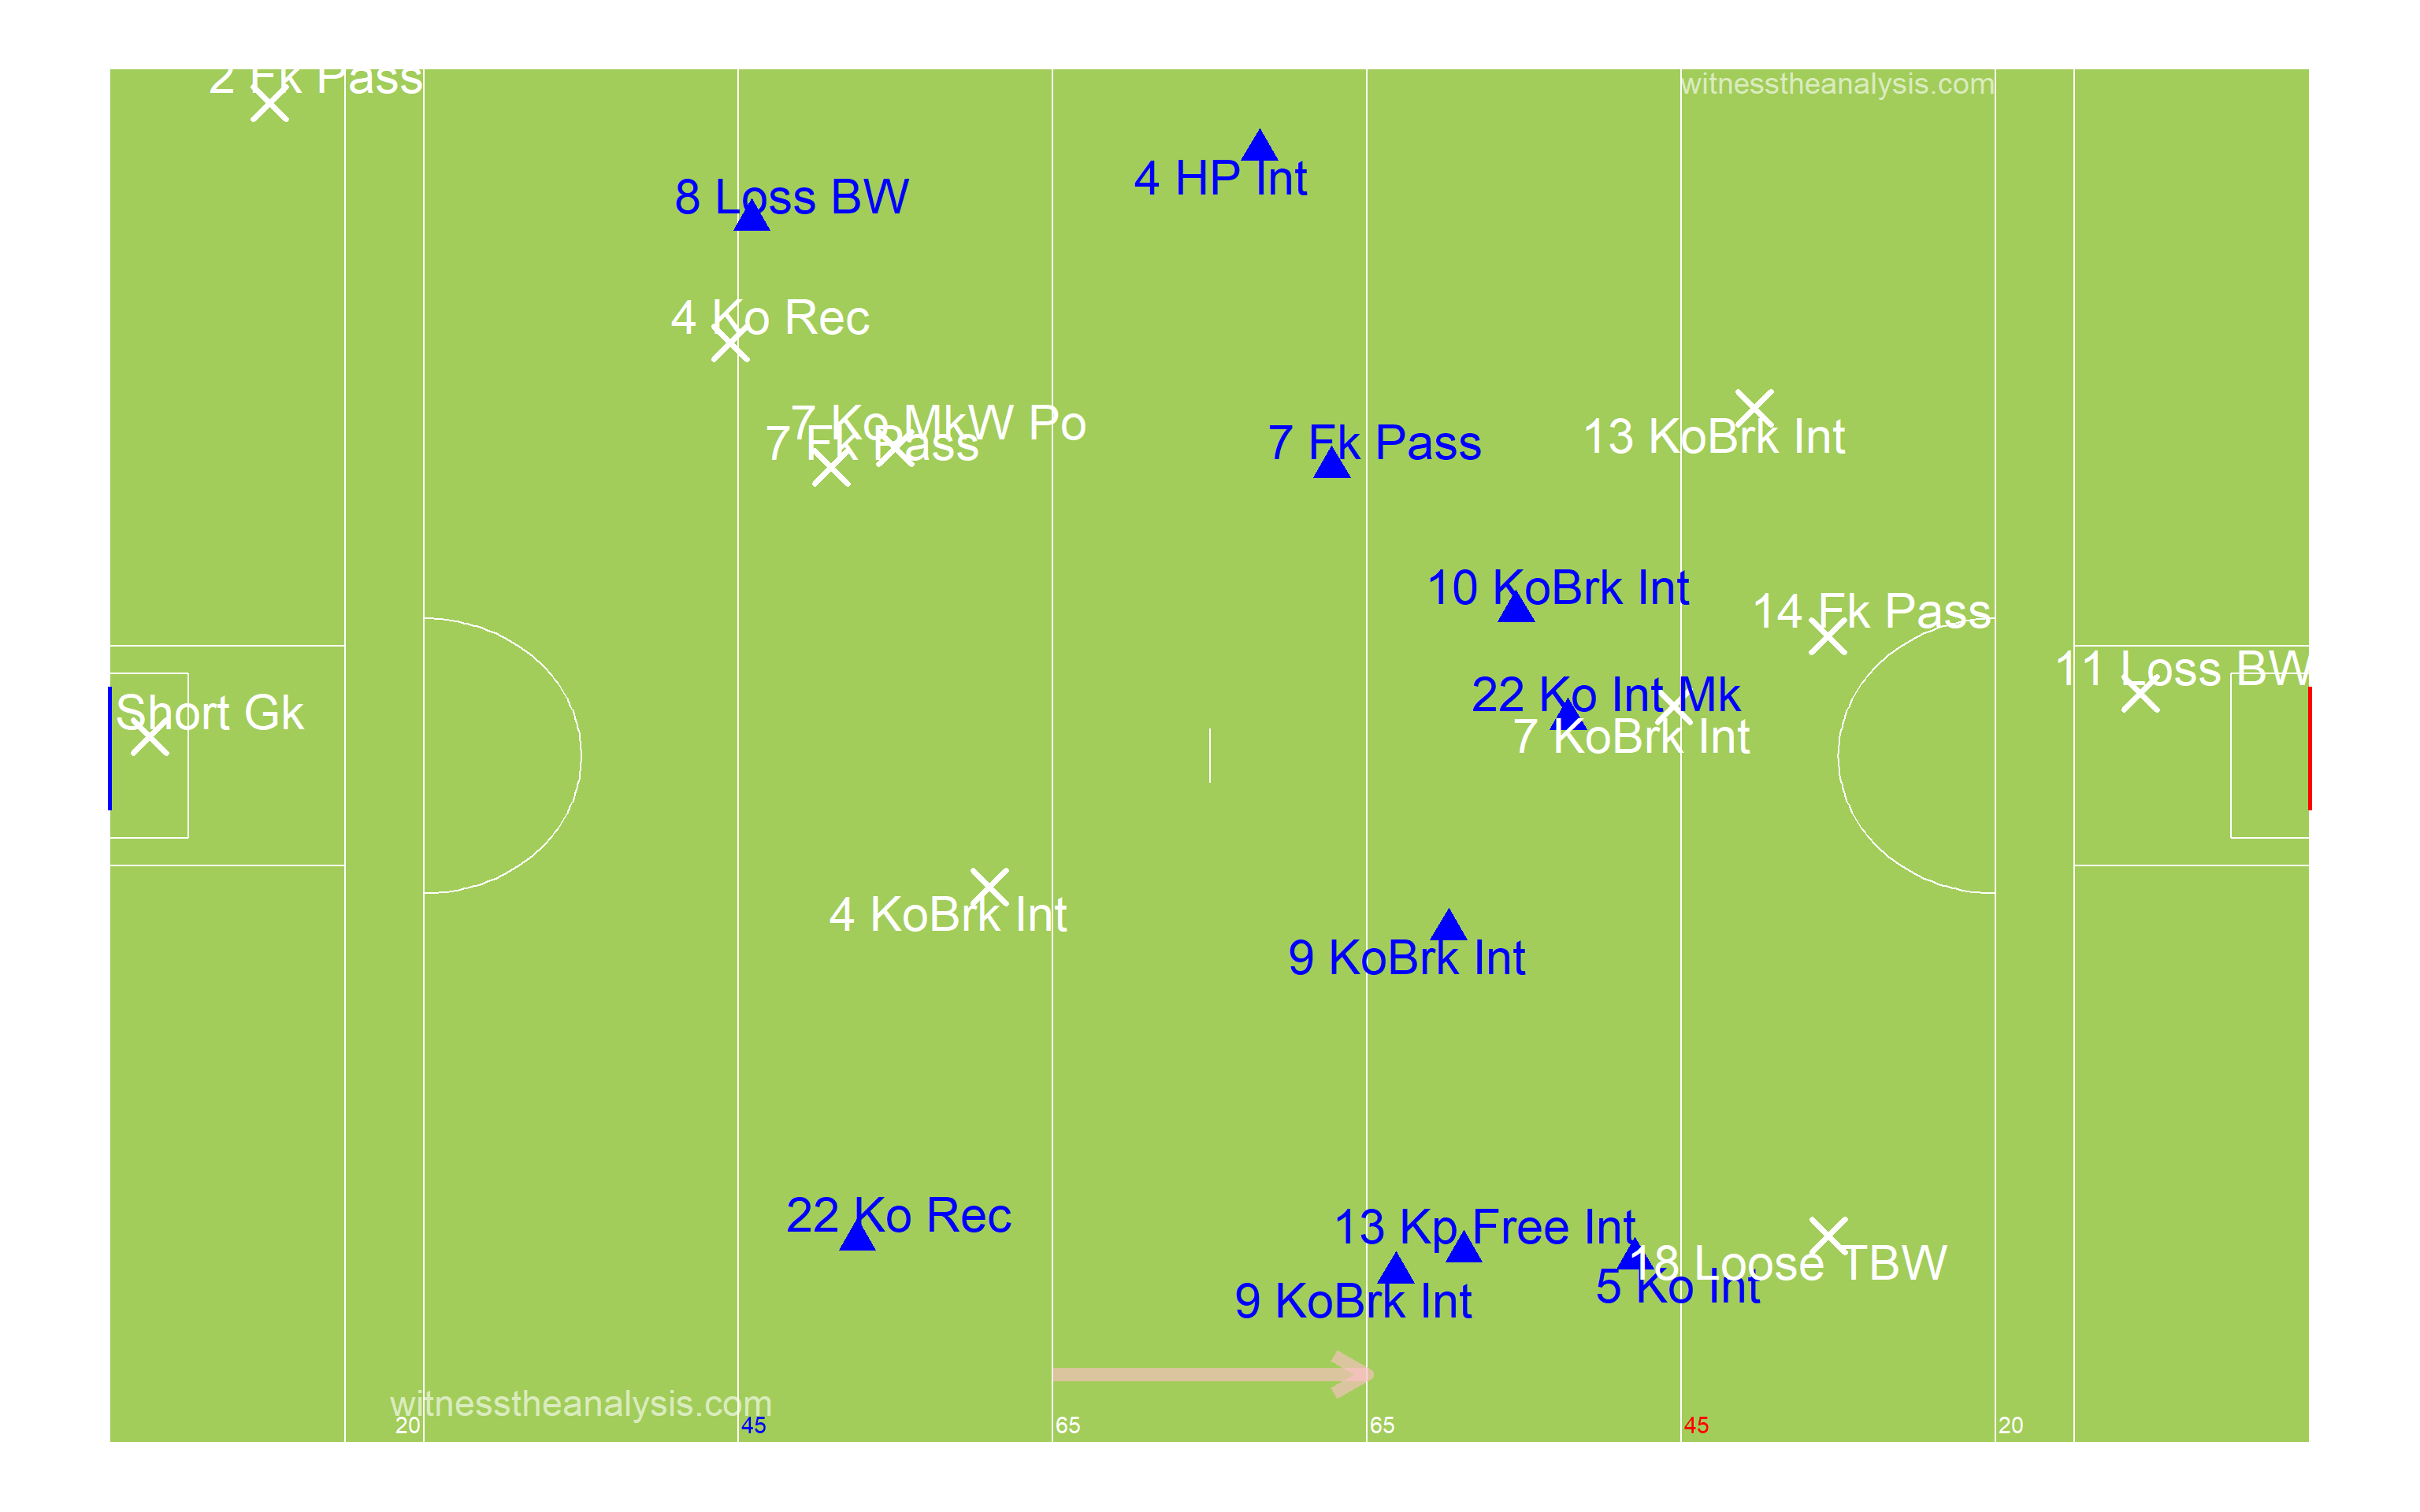 2 Fk Pass
witnesstheanalysis.com
4 HP Int
8 Loss BW
4 Ko Rec
7 Ko MkW Po
7 Fk Pass
7 Fk Pass
13 KoBrk Int
10 KoBrk Int
14 Fk Pass
11 Loss BW
22 Ko Int Mk
Short Gk
7 KoBrk Int
4 KoBrk Int
9 KoBrk Int
22 Ko Rec
13 Kp Free Int
18 Loose TBW
5 Ko Int
9 KoBrk Int
witnesstheanalysis.com
20
45
65
65
45
20